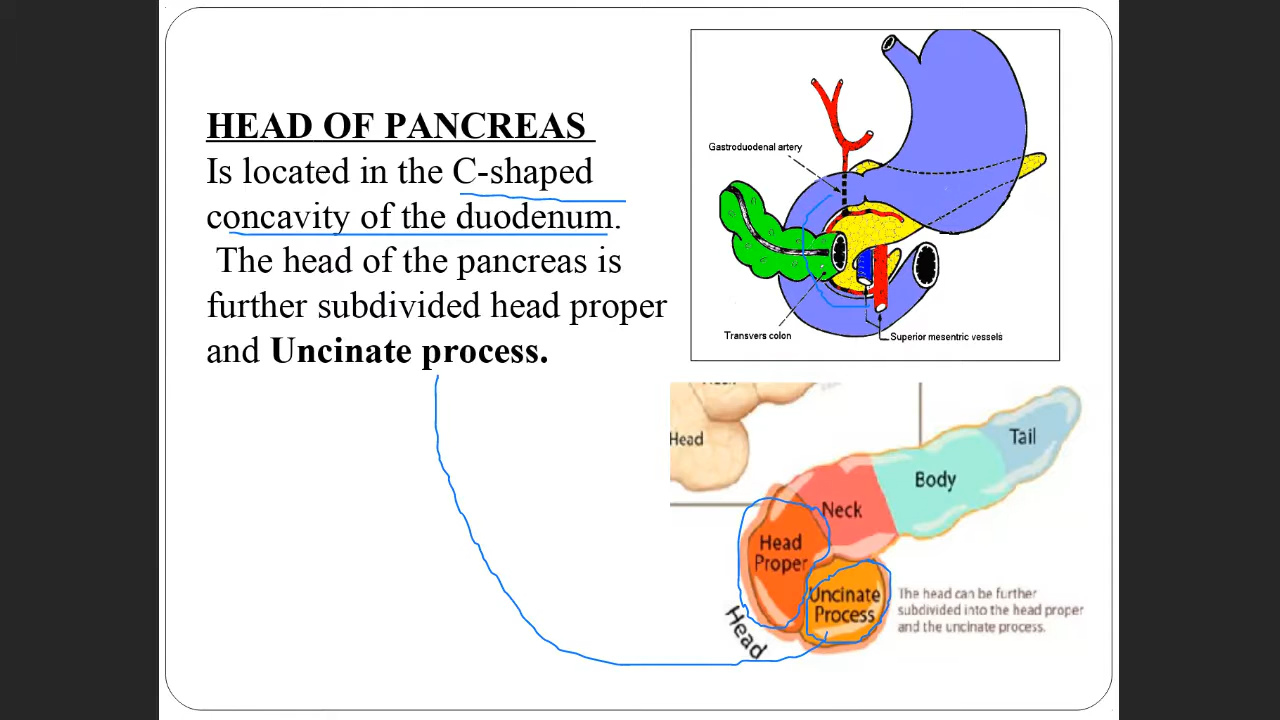 HEAD OF PANCREAS
Is located in the C-shaped
concavity of the duodenum.
The head of the pancreas is
further subdivided head proper
and Uncinate process.
Gastroduodenal artery
Transvers colon
Superior mesentric vessels
Head
Tail
Body
Neck
Head
Proper
Uncinate
Process
Head
The head can be further
subdivided into the head proper
and the uncinate process.